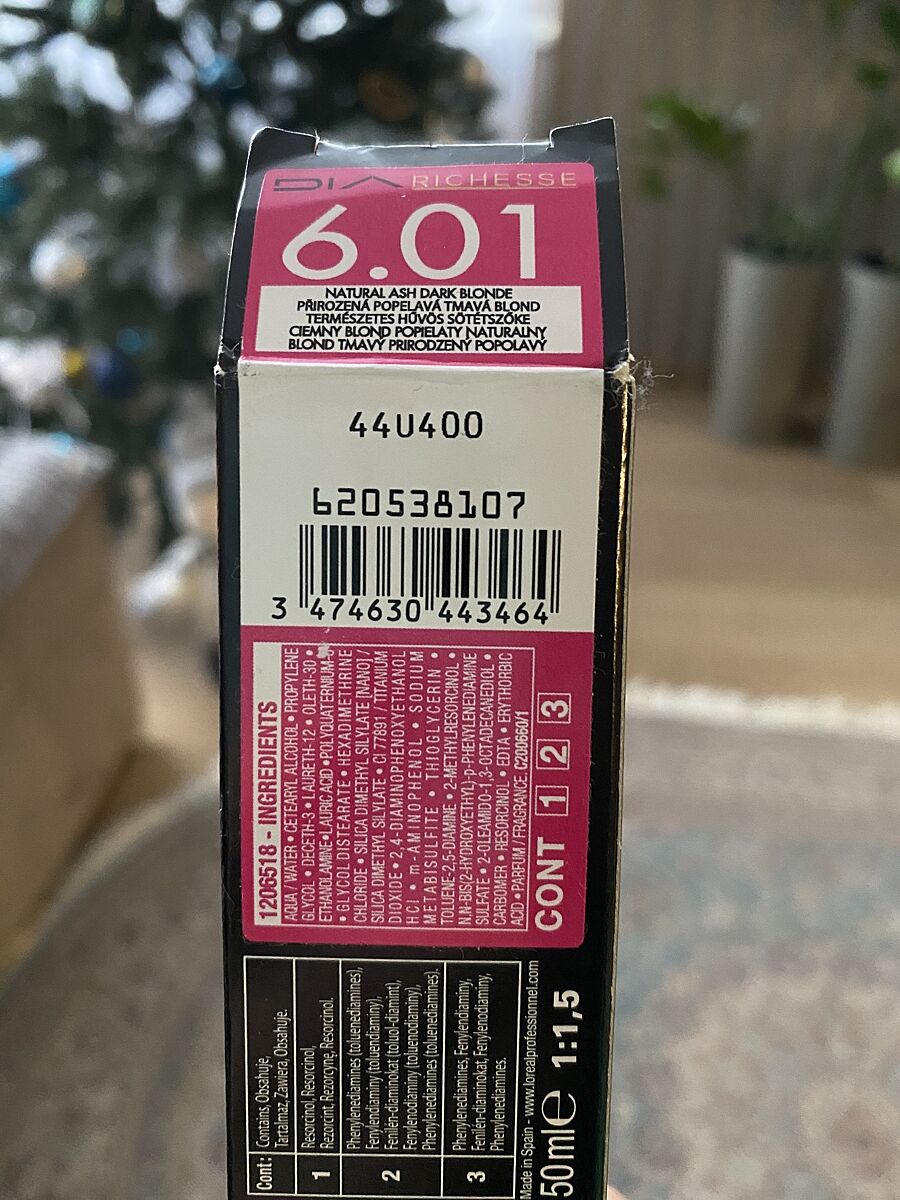 DIA RICHESSE
6.01
NATURAL ASH DARK BLONDE
PŘIROZENÁ POPELAVÁ TMAVÁ BLOND
TERMÉSZETES HŰVÖS SÖTÉTSZŐKE
CIEMNY BLOND POPIELATY NATURALNY
BLOND TMAVÝ PRIRODZENÝ POPOLAVÝ
44U400
620538107
3 474630 443464
1206518 - INGREDIENTS
AQUA / WATER • CETEARYL ALCOHOL • PROPYLENE
GLYCOL • DECETH-3 • LAURETH-12 • OLETH-30 •
ETHANOLAMINE • LAURIC ACID • POLYQUATERNIUM-6
• GLYCOL DISTEARATE • HEXADIMETHRINE
CHLORIDE • SILICA DIMETHYL SILYLATE [NANO] /
SILICA DIMETHYL SILYLATE • CI 77891 / TITANIUM
DIOXIDE • 2,4-DIAMINOPHENOXYETHANOL
HCl • m-AMINOPHENOL • SODIUM
METABISULFITE • THIOGLYCERIN •
TOLUENE-2,5-DIAMINE • 2-METHYLRESORCINOL •
N,N-BIS(2-HYDROXYETHYL)-p-PHENYLENEDIAMINE
SULFATE • 2-OLEAMIDO-1,3-OCTADECANEDIOL •
CARBOMER • RESORCINOL • EDTA • ERYTHORBIC
ACID • PARFUM / FRAGRANCE. C200660/1
CONT 1 2 3
Cont: Contains, Obsahuje,
Tartalmaz, Zawiera, Obsahuje.
1 Resorcinol, Resorcinol,
Rezorcint, Rezorcynę, Resorcinol.
2 Phenylenediamines (toluenediamines),
Fenylendiaminy (toluendiaminy),
Fenilén-diaminokat (toluol-diamint),
Fenylenodiaminy (toluenodiaminy),
Phenylenediamines (toluenediamines).
3 Phenylenediamines, Fenylendiaminy,
Fenilén-diaminokat, Fenylenodiaminy,
Phenylenediamines.
Made in Spain - www.lorealprofessionnel.com
50ml e 1:1,5